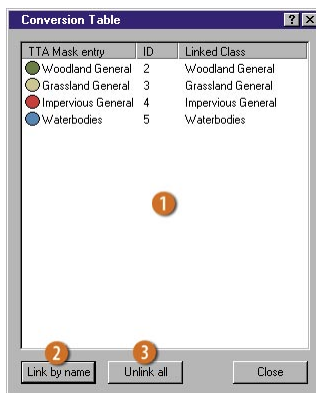 Conversion Table
TTA Mask entry ID Linked Class
Woodland General 2 Woodland General
Grassland General 3 Grassland General
Impervious General 4 Impervious General
Waterbodies 5 Waterbodies
1
2 3
Link by name Unlink all Close